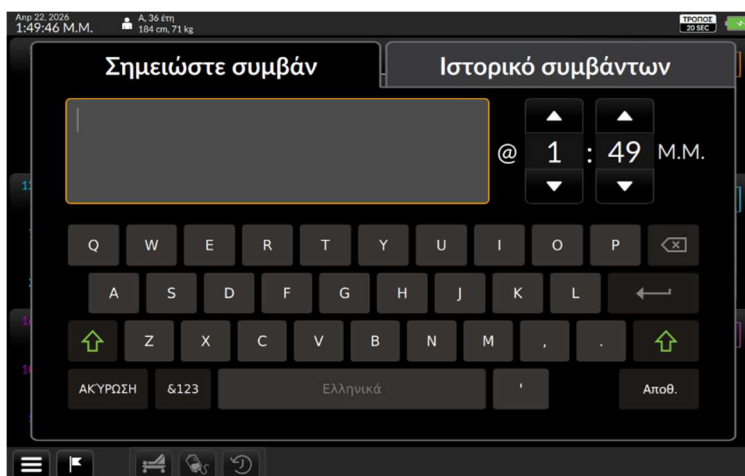 Απρ 22, 2026
1:49:46 Μ.Μ.
Α, 36 έτη
184 cm, 71 kg
ΤΡΟΠΟΣ
20 SEC
Σημειώστε συμβάν
Ιστορικό συμβάντων
@ 1 : 49 Μ.Μ.
Q W E R T Y U I O P
A S D F G H J K L
Z X C V B N M , .
ΑΚΎΡΩΣΗ &123 Ελληνικά ' Αποθ.